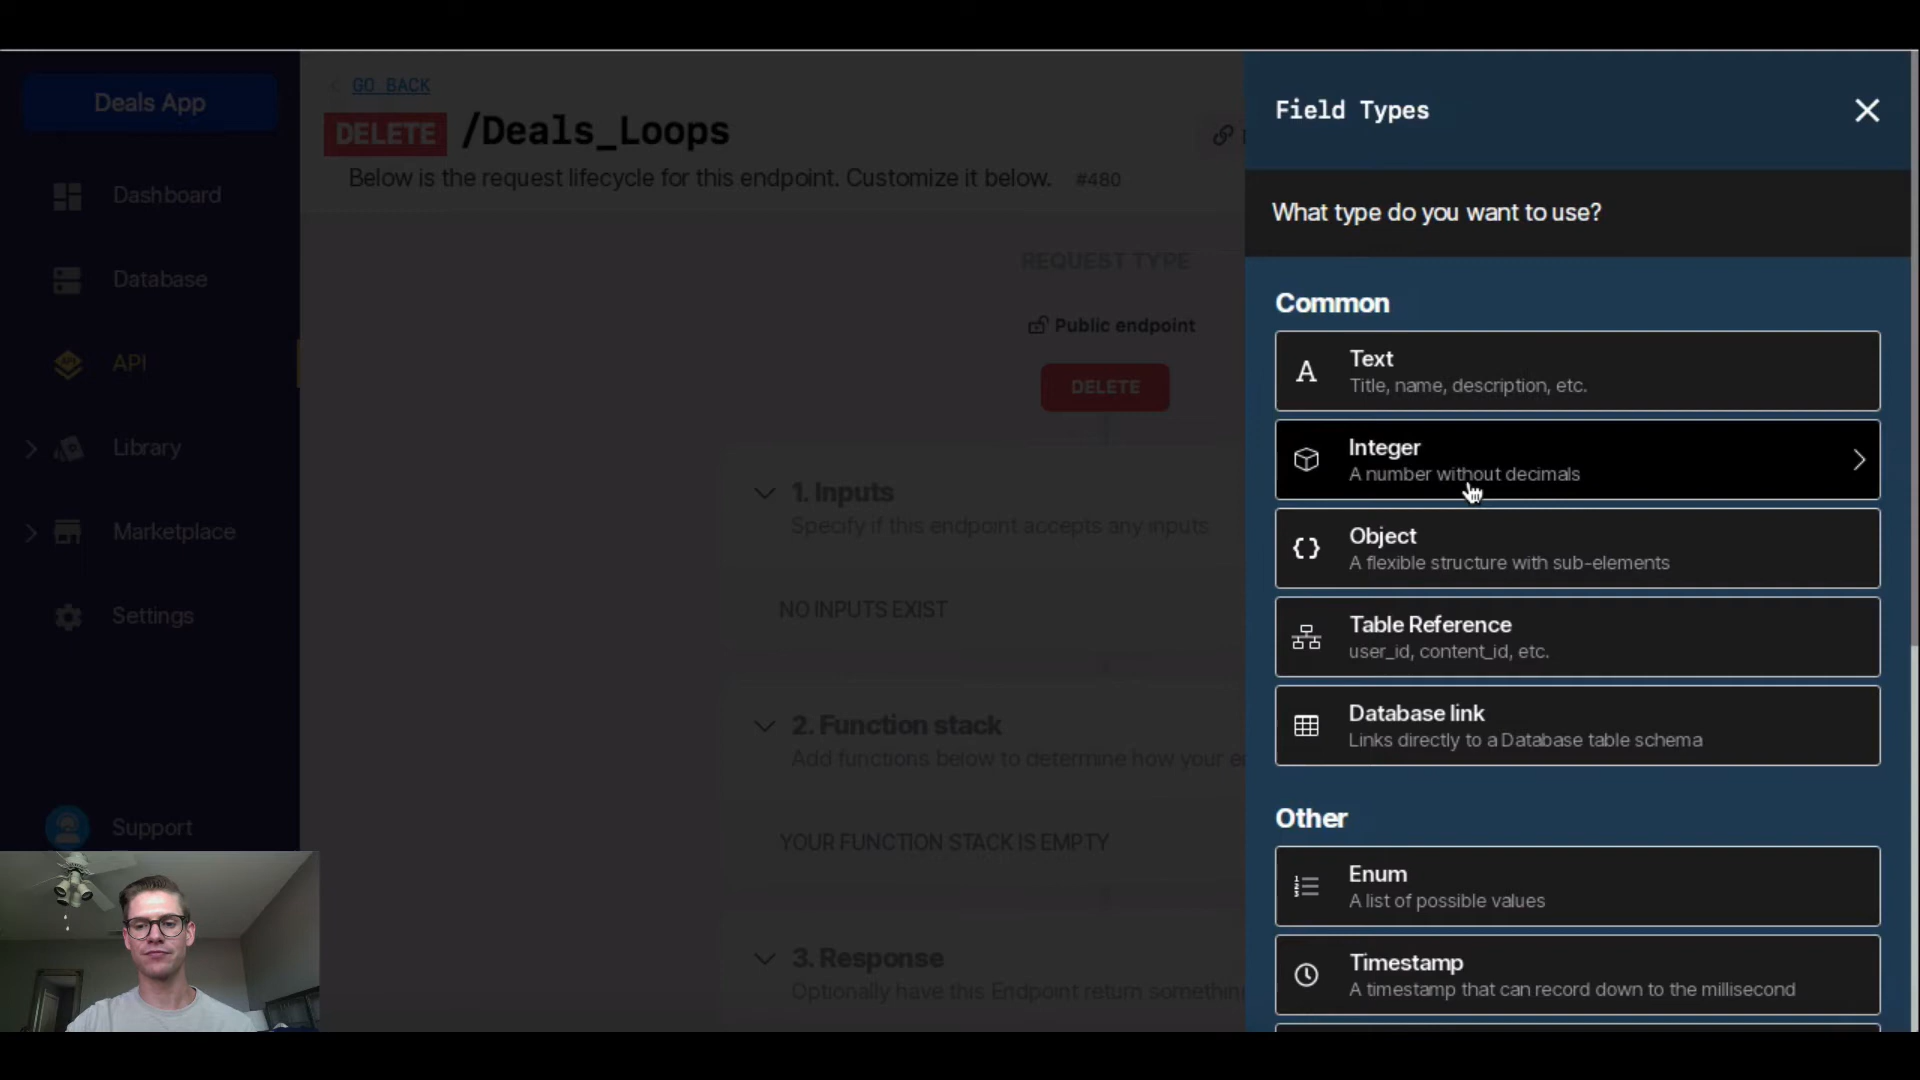 Deals App
Dashboard
Database
API
Library
Marketplace
Settings
Support
GO BACK
DELETE /Deals_Loops
Below is the request lifecycle for this endpoint. Customize it below. #480
REQUEST TYPE
Public endpoint
DELETE
1. Inputs
Specify if this endpoint accepts any inputs
NO INPUTS EXIST
2. Function stack
Add functions below to determine how your
YOUR FUNCTION STACK IS EMPTY
3. Response
Optionally have this Endpoint return
Field Types
What type do you want to use?
Common
Text
Title, name, description, etc.
Integer
A number without decimals
Object
A flexible structure with sub-elements
Table Reference
user_id, content_id, etc.
Database link
Links directly to a Database table schema
Other
Enum
A list of possible values
Timestamp
A timestamp that can record down to the millisecond